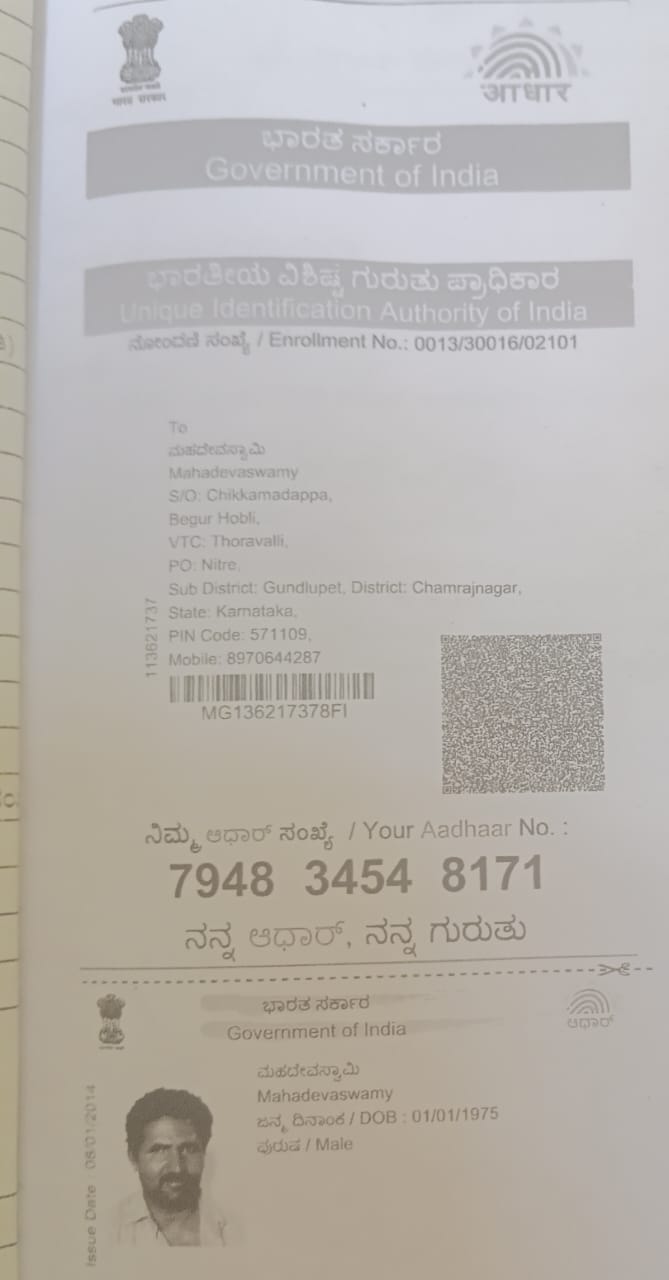 भारत सरकार
आधार
ಭಾರತ ಸರ್ಕಾರ
Government of India
ಭಾರತೀಯ ವಿಶಿಷ್ಟ ಗುರುತು ಪ್ರಾಧಿಕಾರ
Unique Identification Authority of India
ನೋಂದಣಿ ಸಂಖ್ಯೆ / Enrollment No.: 0013/30016/02101
To
ಮಹದೇವಸ್ವಾಮಿ
Mahadevaswamy
S/O: Chikkamadappa,
Begur Hobli,
VTC: Thoravalli,
PO: Nitre,
Sub District: Gundlupet, District: Chamrajnagar,
State: Karnataka,
PIN Code: 571109,
Mobile: 8970644287
113621737
MG136217378FI
ನಿಮ್ಮ ಆಧಾರ್ ಸಂಖ್ಯೆ / Your Aadhaar No. :
7948 3454 8171
ನನ್ನ ಆಧಾರ್, ನನ್ನ ಗುರುತು
ಭಾರತ ಸರ್ಕಾರ
Government of India
ಆಧಾರ್
ಮಹದೇವಸ್ವಾಮಿ
Mahadevaswamy
ಜನ್ಮ ದಿನಾಂಕ / DOB : 01/01/1975
ಪುರುಷ / Male
Issue Date : 08/01/2014